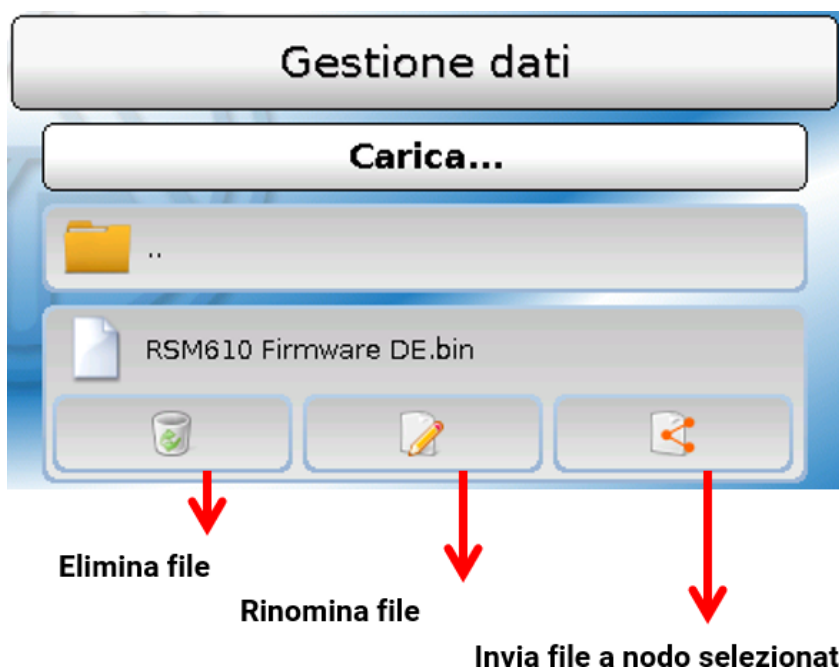 Gestione dati
Carica...
..
RSM610 Firmware DE.bin
Elimina file
Rinomina file
Invia file a nodo selezionat